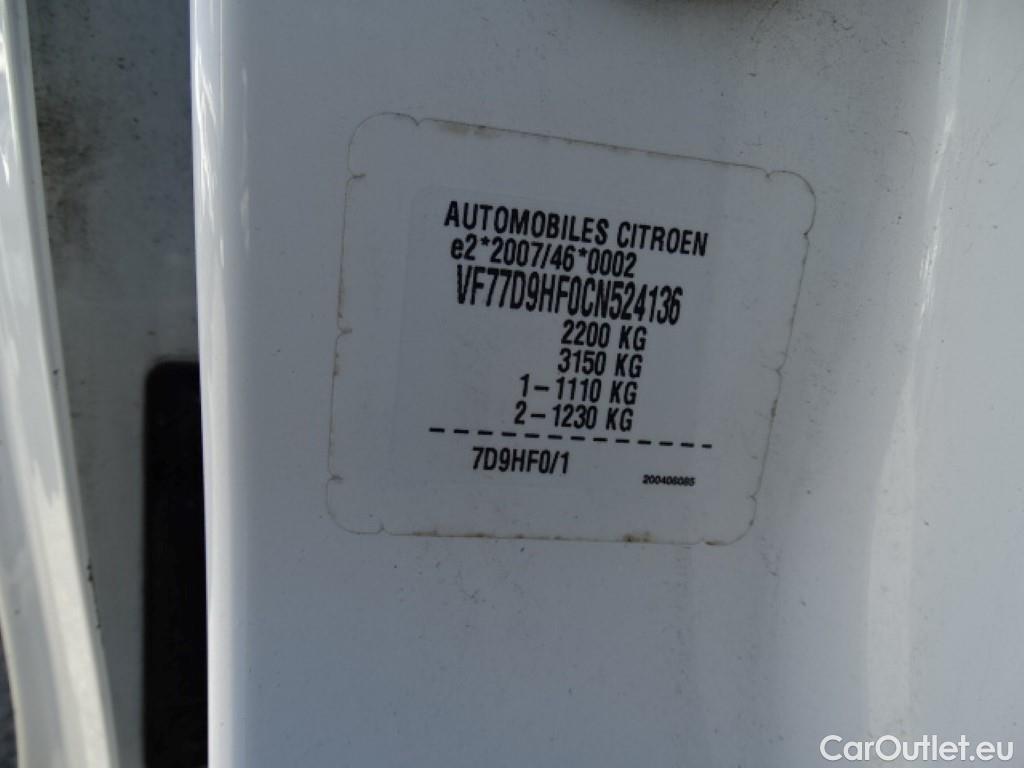 AUTOMOBILES CITROEN
e2*2007/46*0002
VF77D9HF0CN524136
2200 KG
3150 KG
1-1110 KG
2-1230 KG
7D9HF0/1
200406085
CarOutlet.eu